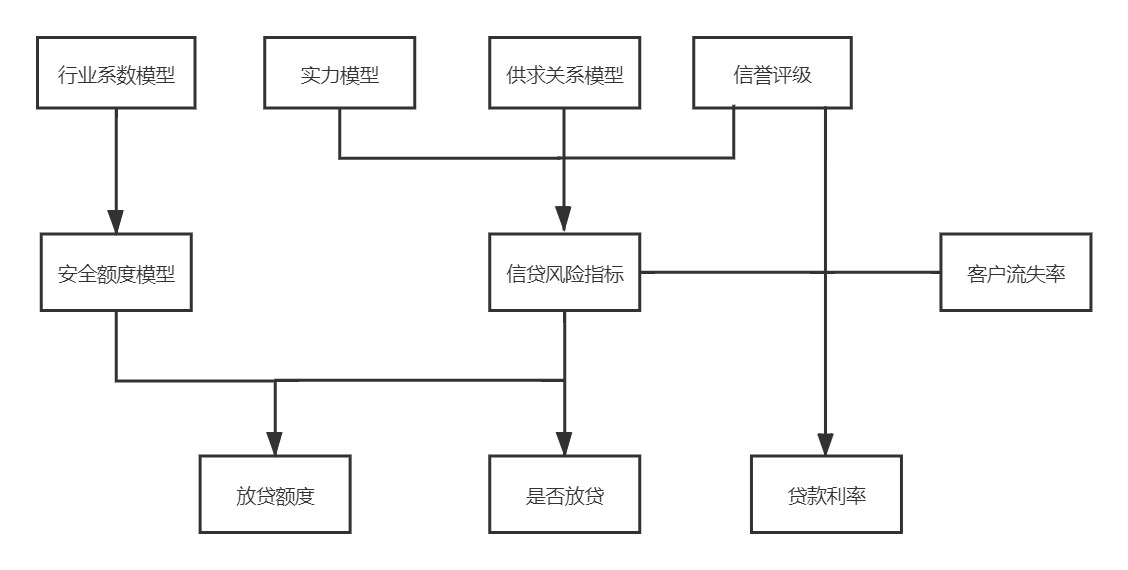 行业系数模型
实力模型
供求关系模型
信誉评级
安全额度模型
信贷风险指标
客户流失率
放贷额度
是否放贷
贷款利率